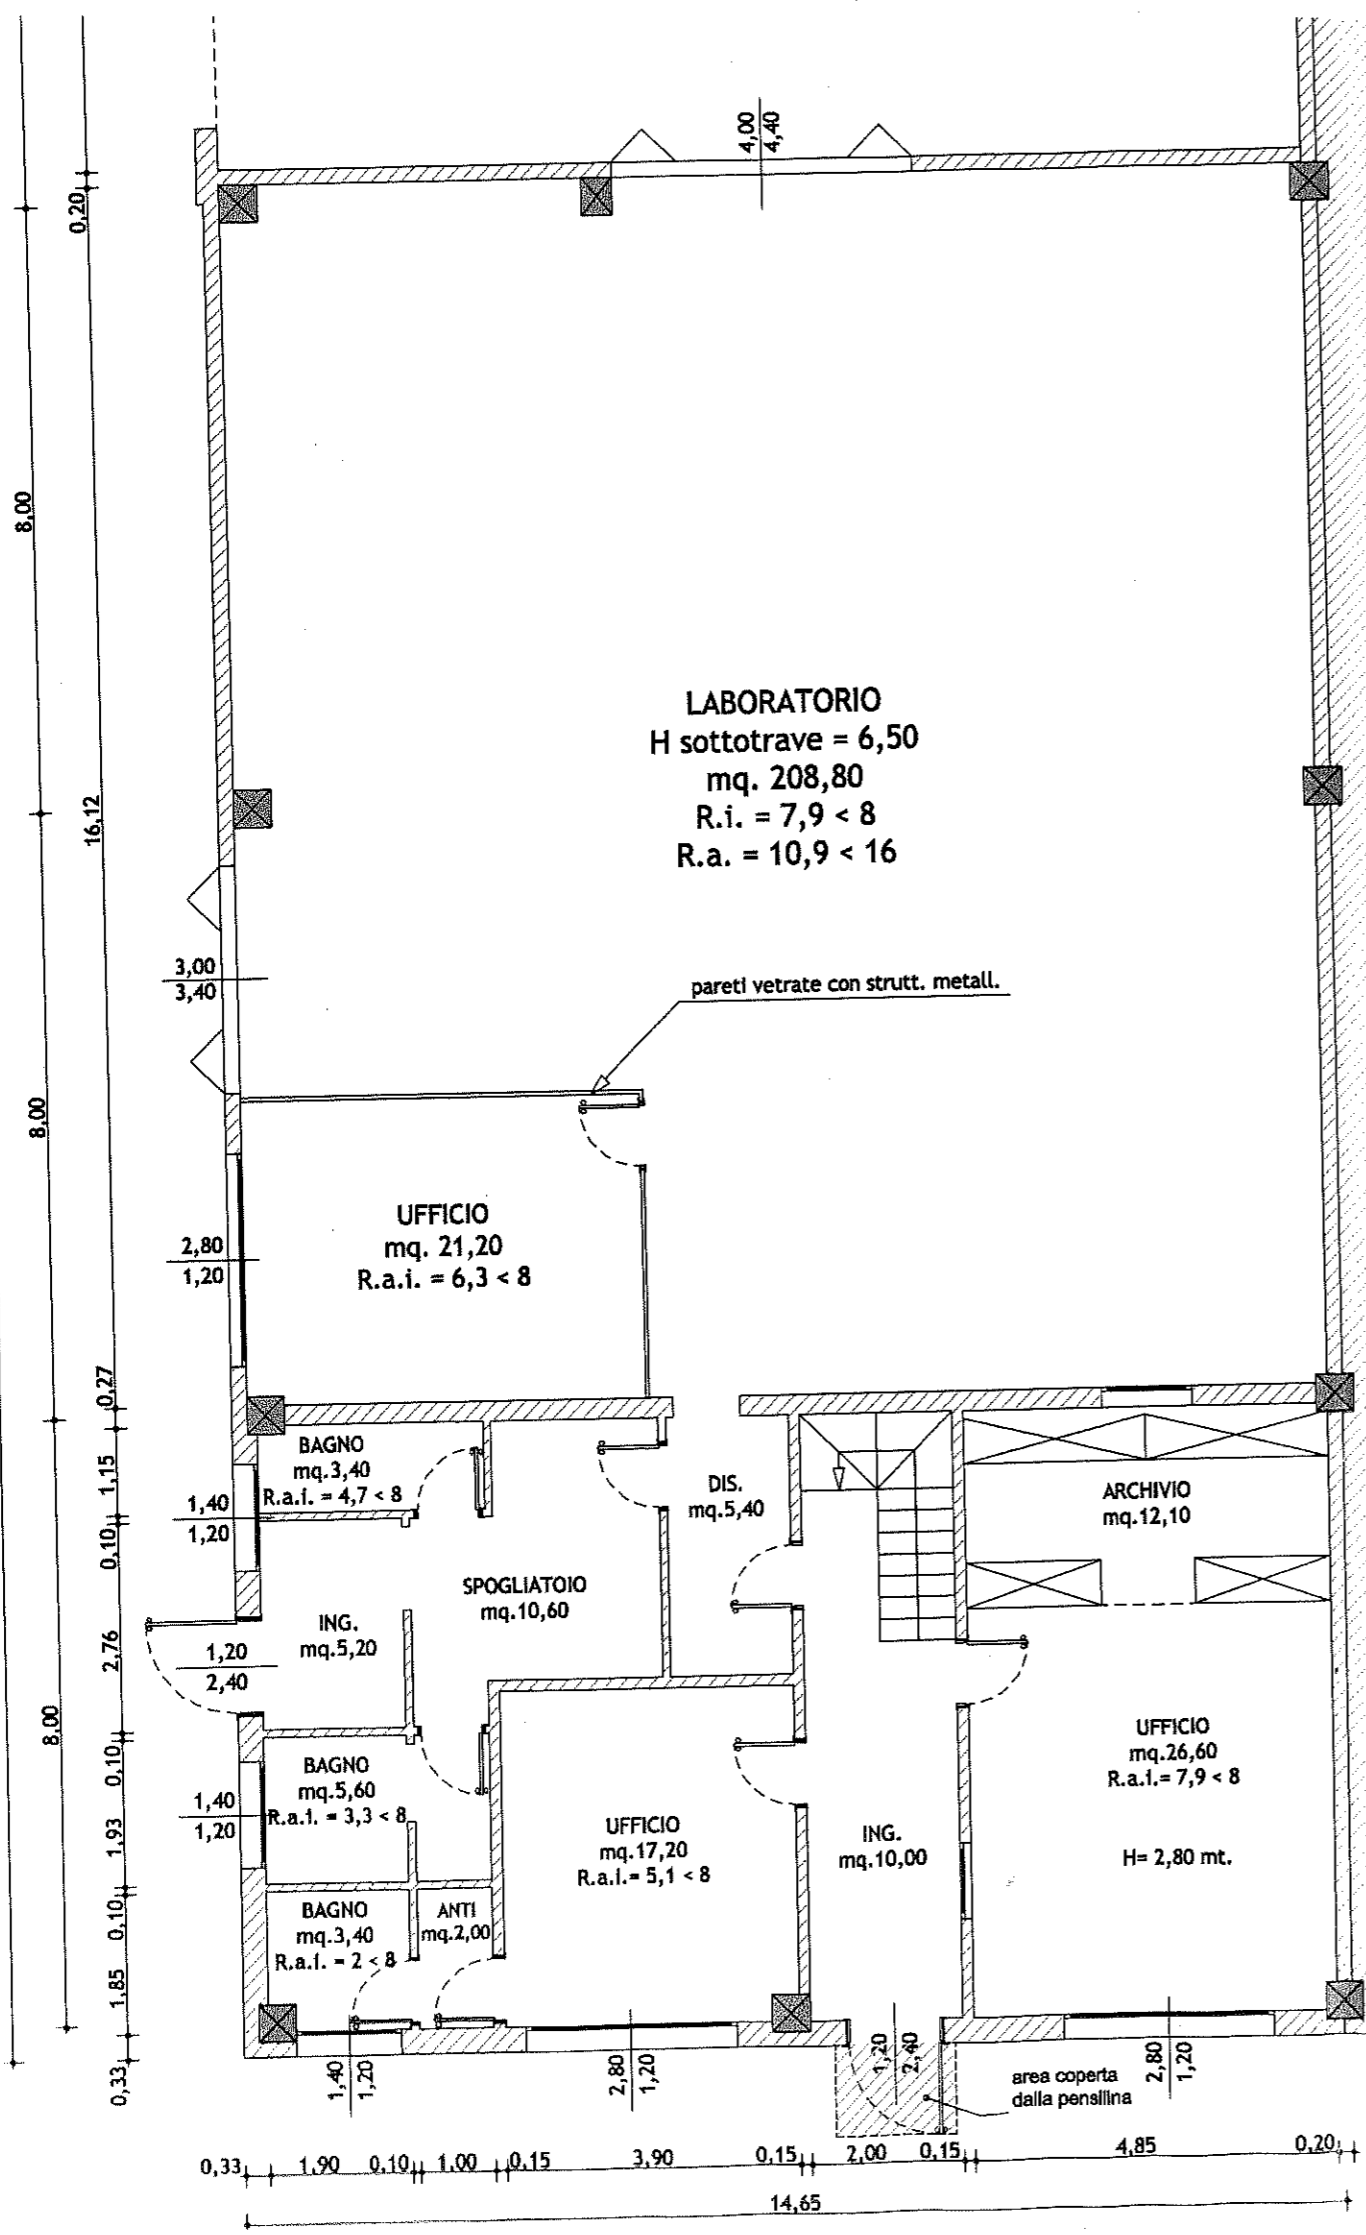 4,00
4,40
0,20
8,00
16,12
LABORATORIO
H sottotrave = 6,50
mq. 208,80
R.i. = 7,9 < 8
R.a. = 10,9 < 16
3,00
3,40
pareti vetrate con strutt. metall.
8,00
UFFICIO
mq. 21,20
R.a.i. = 6,3 < 8
2,80
1,20
0,27
BAGNO
mq.3,40
R.a.i. = 4,7 < 8
1,15
1,40
1,20
0,10
DIS.
mq.5,40
ARCHIVIO
mq.12,10
SPOGLIATOIO
mq.10,60
ING.
mq.5,20
1,20
2,40
2,76
8,00
0,10
BAGNO
mq.5,60
R.a.i. = 3,3 < 8
1,40
1,20
1,93
UFFICIO
mq.17,20
R.a.i.= 5,1 < 8
ING.
mq.10,00
UFFICIO
mq.26,60
R.a.i.= 7,9 < 8
H= 2,80 mt.
0,10
BAGNO
mq.3,40
R.a.i. = 2 < 8
ANTI
mq.2,00
1,85
0,33
1,40
1,20
2,80
1,20
1,20
2,40
2,80
1,20
area coperta
dalla pensilina
0,33 1,90 0,10 1,00 0,15 3,90 0,15 2,00 0,15 4,85 0,20
14,65